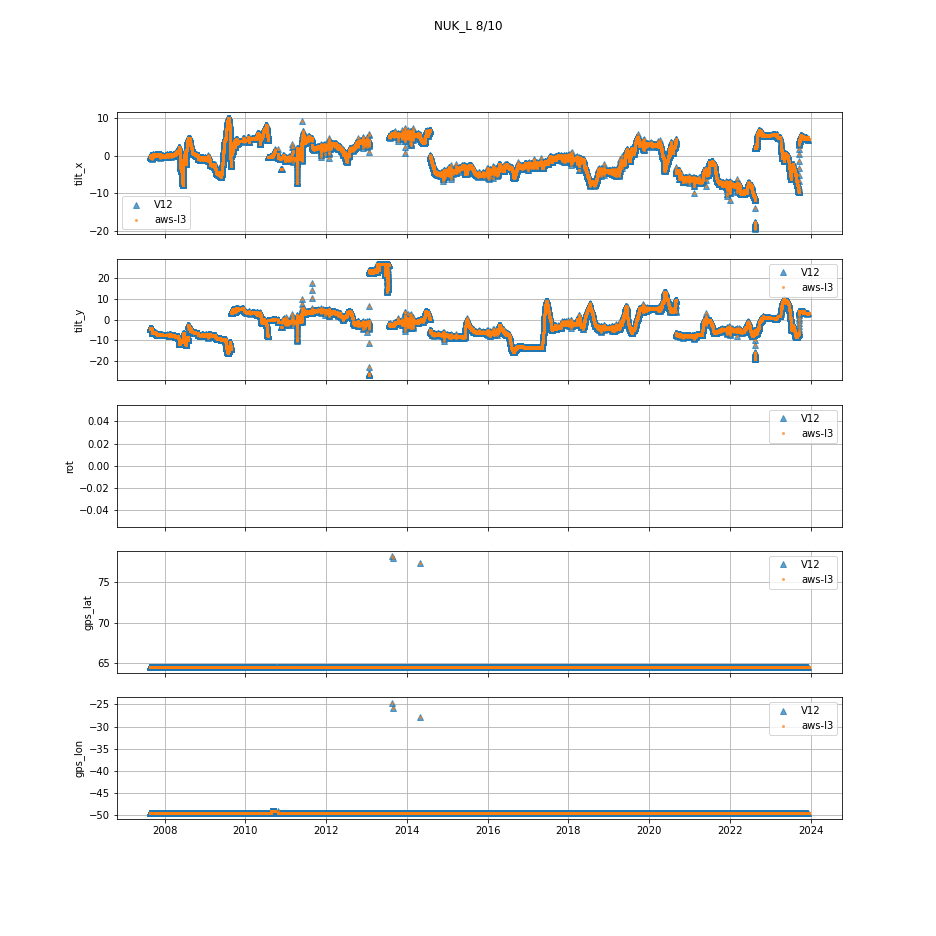 NUK_L 8/10
10
0
−10
−20
tilt_x
V12
aws-l3
20
10
0
−10
−20
tilt_y
V12
aws-l3
0.04
0.02
0.00
−0.02
−0.04
rot
V12
aws-l3
75
70
65
gps_lat
V12
aws-l3
−25
−30
−35
−40
−45
−50
gps_lon
V12
aws-l3
2008 2010 2012 2014 2016 2018 2020 2022 2024